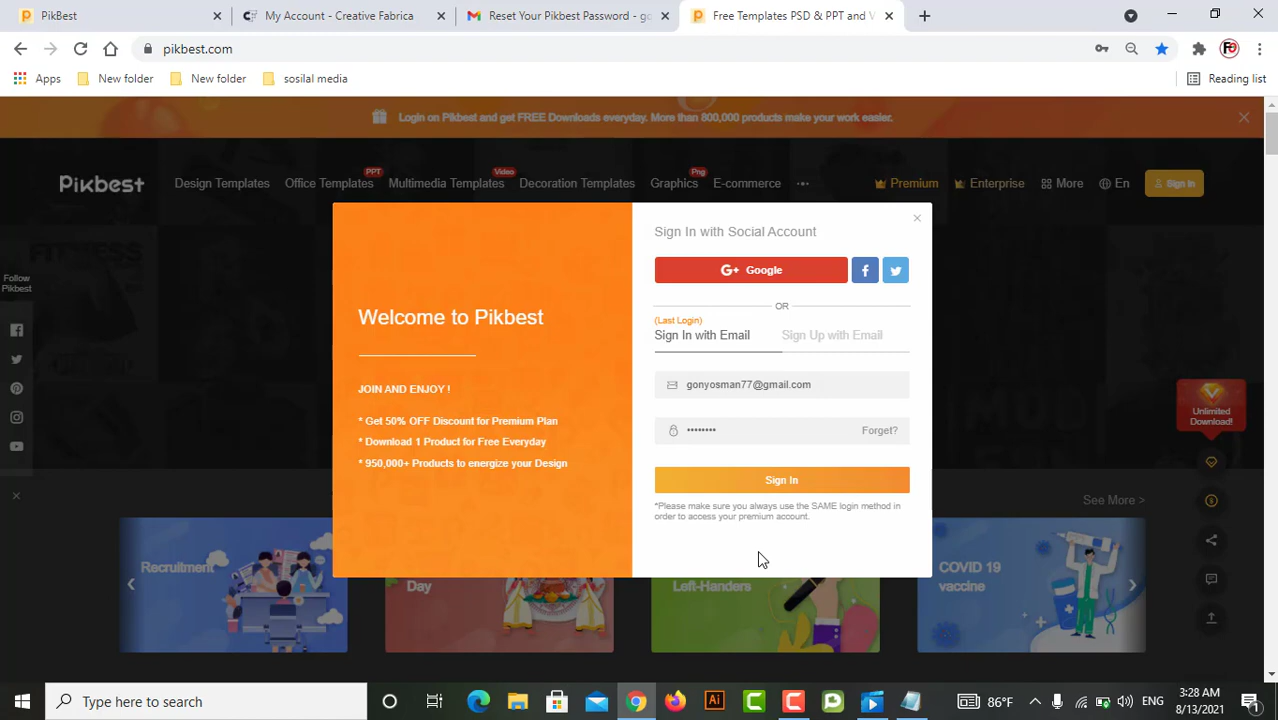 PikBest
My Account - Creative Fabrica
Reset Your Pikbest Password - go
Free Templates PSD & PPT and V
pikbest.com
Apps
New folder
New folder
sosilal media
Reading list
Login on Pikbest and get FREE Downloads everyday. More than 800,000 products make your work easier.
Pikbest
Design Templates
Office Templates
PPT
Multimedia Templates
Video
Decoration Templates
Graphics
Png
E-commerce
Premium
Enterprise
More
En
Sign In
FITNESS
Follow
Pikbest
Welcome to Pikbest
JOIN AND ENJOY !
* Get 50% OFF Discount for Premium Plan
* Download 1 Product for Free Everyday
* 950,000+ Products to energize your Design
Sign In with Social Account
G+ Google
OR
(Last Login)
Sign In with Email
Sign Up with Email
gonyosman77@gmail.com
••••••••
Forget?
Sign In
*Please make sure you always use the SAME login method in
order to access your premium account.
Unlimited
Download!
See More >
Recruitment
Day
Left-Handers
COVID 19
vaccine
Type here to search
Ai
86°F
ENG
3:28 AM
8/13/2021
1